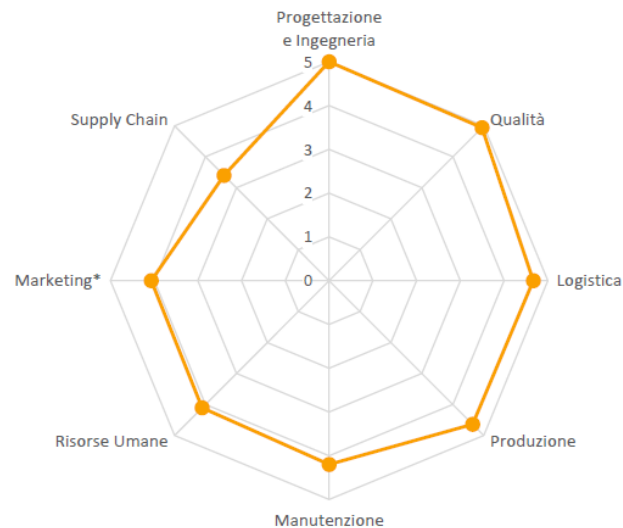 Progettazione
e Ingegneria
5
Supply Chain
Qualità
4
3
2
1
Marketing*
0
Logistica
Risorse Umane
Produzione
Manutenzione